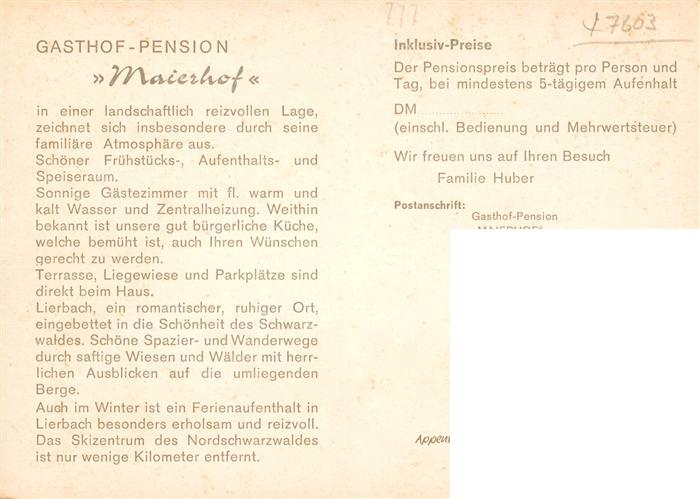 GASTHOF-PENSION
»Maierhof«
in einer landschaftlich reizvollen Lage,
zeichnet sich insbesondere durch seine
familiäre Atmosphäre aus.
Schöner Frühstücks-, Aufenthalts- und
Speiseraum.
Sonnige Gästezimmer mit fl. warm und
kalt Wasser und Zentralheizung. Weithin
bekannt ist unsere gut bürgerliche Küche,
welche bemüht ist, auch Ihren Wünschen
gerecht zu werden.
Terrasse, Liegewiese und Parkplätze sind
direkt beim Haus.
Lierbach, ein romantischer, ruhiger Ort,
eingebettet in die Schönheit des Schwarz-
waldes. Schöne Spazier- und Wanderwege
durch saftige Wiesen und Wälder mit herr-
lichen Ausblicken auf die umliegenden
Berge.
Auch im Winter ist ein Ferienaufenthalt in
Lierbach besonders erholsam und reizvoll.
Das Skizentrum des Nordschwarzwaldes
ist nur wenige Kilometer entfernt.
777
7603
Inklusiv-Preise
Der Pensionspreis beträgt pro Person und
Tag, bei mindestens 5-tägigem Aufenhalt
DM ....................
(einschl. Bedienung und Mehrwertsteuer)
Wir freuen uns auf Ihren Besuch
Familie Huber
Postanschrift:
Gasthof-Pension